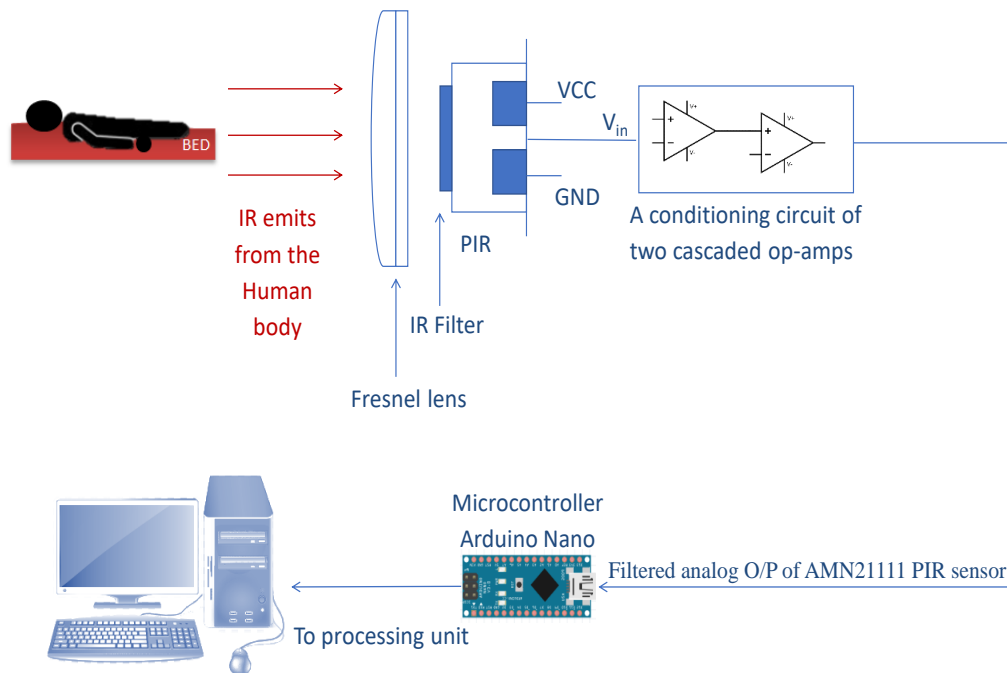 BED
IR emits
from the
Human
body
VCC
V+
V+
V_in
V-
V-
GND
PIR
A conditioning circuit of
two cascaded op-amps
IR Filter
Fresnel lens
Microcontroller
Arduino Nano
Filtered analog O/P of AMN21111 PIR sensor
To processing unit